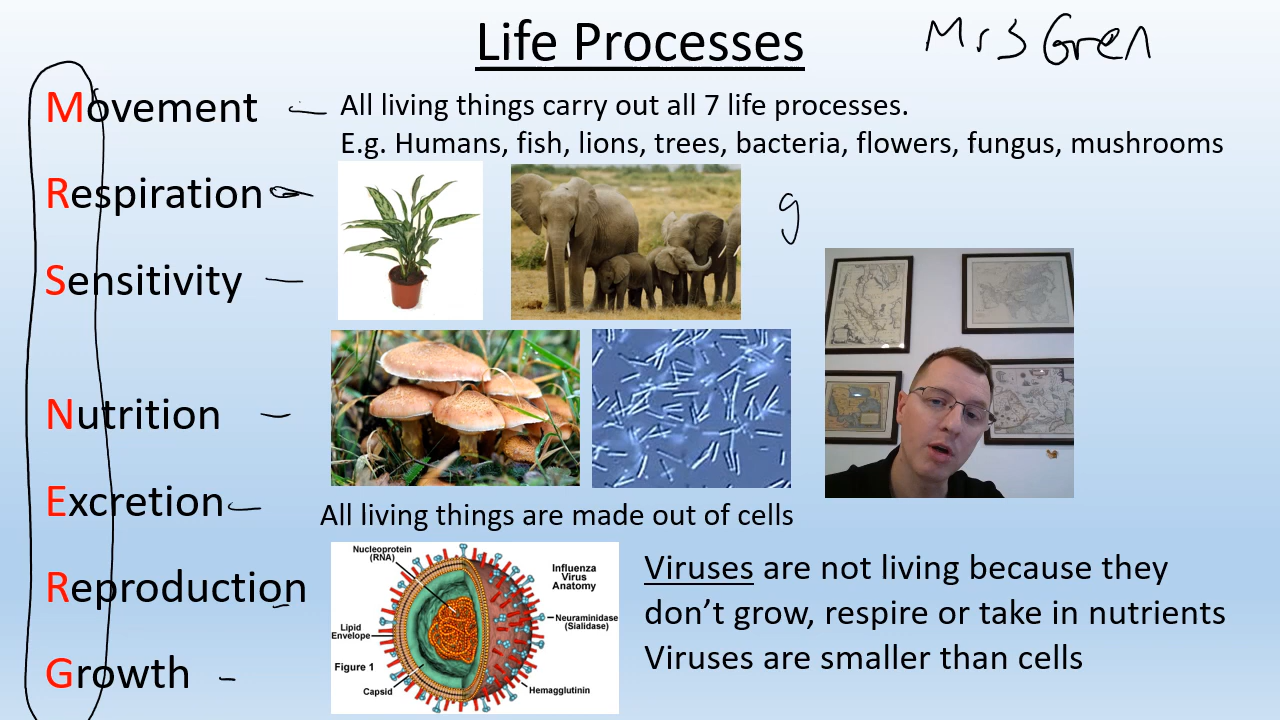 Life Processes
Mrs Gren
Movement
All living things carry out all 7 life processes.
E.g. Humans, fish, lions, trees, bacteria, flowers, fungus, mushrooms
Respiration
g
Sensitivity
Nutrition
Excretion
All living things are made out of cells
Reproduction
Growth
Nucleoprotein
(RNA)
Influenza
Virus
Anatomy
Neuraminidase
(Sialidase)
Lipid
Envelope
Figure 1
Capsid
Hemagglutinin
Viruses are not living because they
don’t grow, respire or take in nutrients
Viruses are smaller than cells